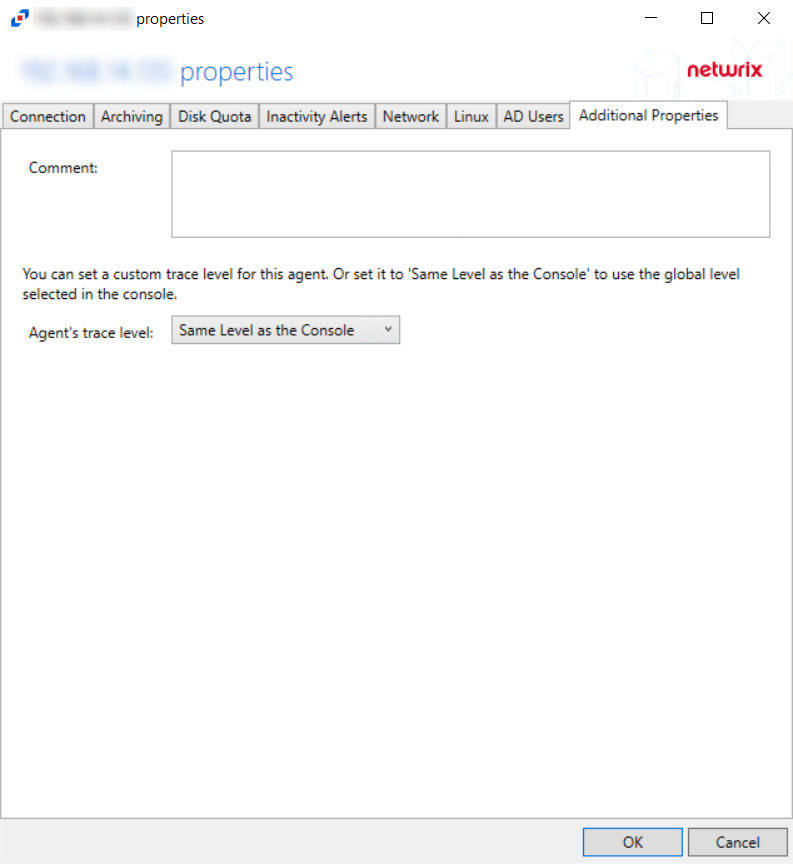 properties
properties
netwrix
Connection Archiving Disk Quota Inactivity Alerts Network Linux AD Users Additional Properties
Comment:
You can set a custom trace level for this agent. Or set it to 'Same Level as the Console' to use the global level
selected in the console.
Agent's trace level: Same Level as the Console
OK Cancel